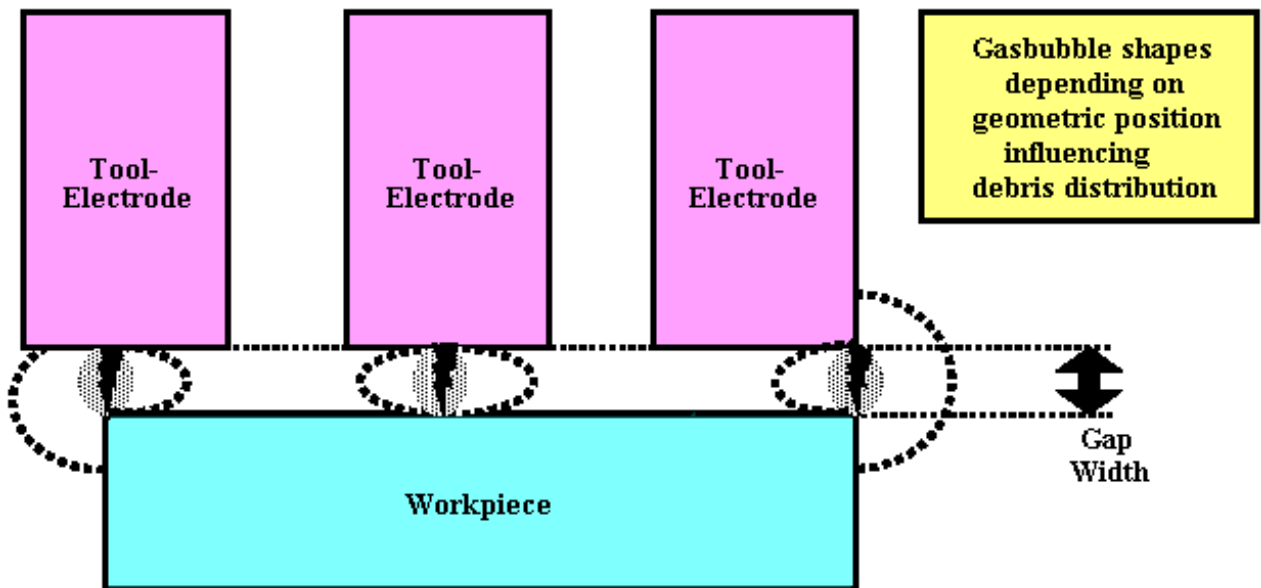 Tool-
Electrode
Tool-
Electrode
Tool-
Electrode
Gasbubble shapes
depending on
geometric position
influencing
debris distribution
Gap
Width
Workpiece